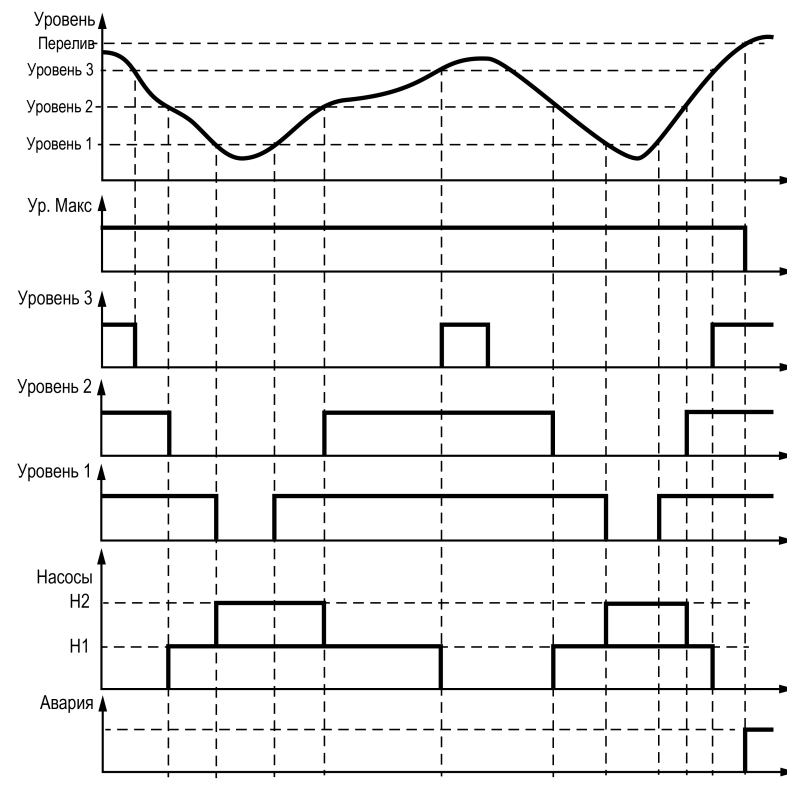 Уровень
Перелив
Уровень 3
Уровень 2
Уровень 1
Ур. Макс
Уровень 3
Уровень 2
Уровень 1
Насосы
Н2
Н1
Авария